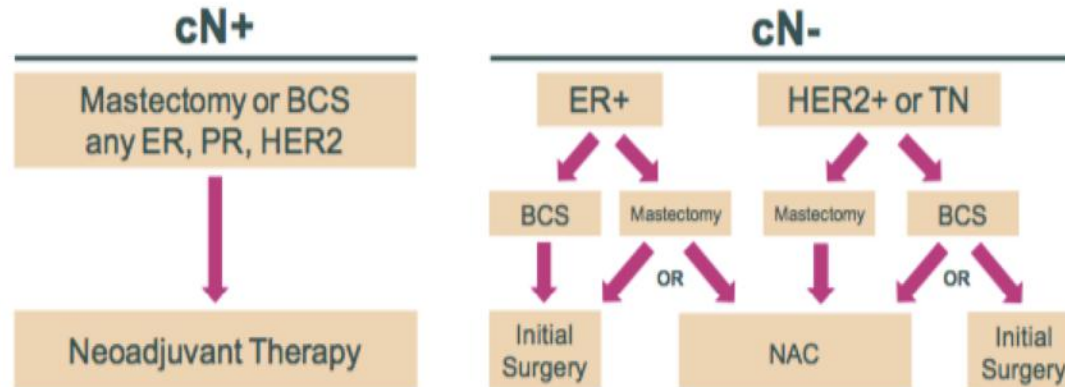 cN+
Mastectomy or BCS
any ER, PR, HER2
Neoadjuvant Therapy
cN-
ER+
HER2+ or TN
BCS
Mastectomy
Mastectomy
BCS
OR
OR
Initial
Surgery
NAC
Initial
Surgery